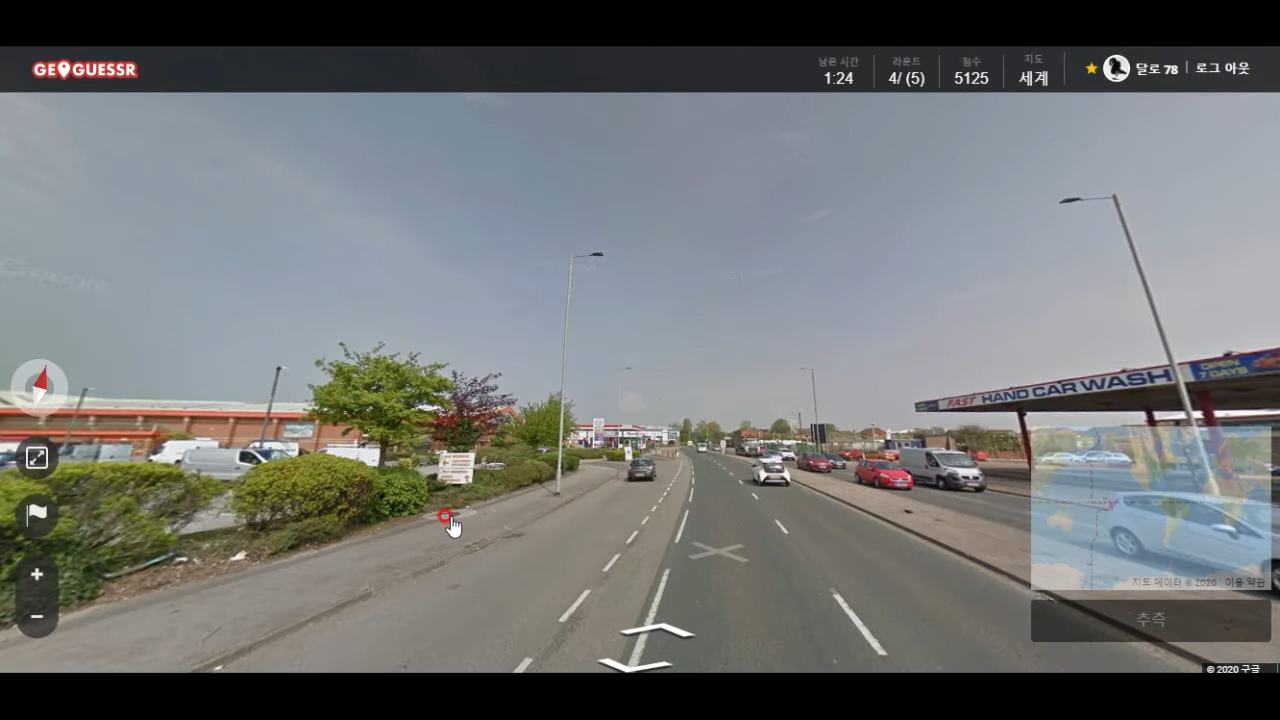 GEOGUESSR
남은 시간
1:24
라운드
4/ (5)
점수
5125
지도
세계
달로 78
로그 아웃
Google
FAST HAND CAR WASH
OPEN
7 DAYS
지도 데이터 © 2020
이용 약관
추측
© 2020 구글